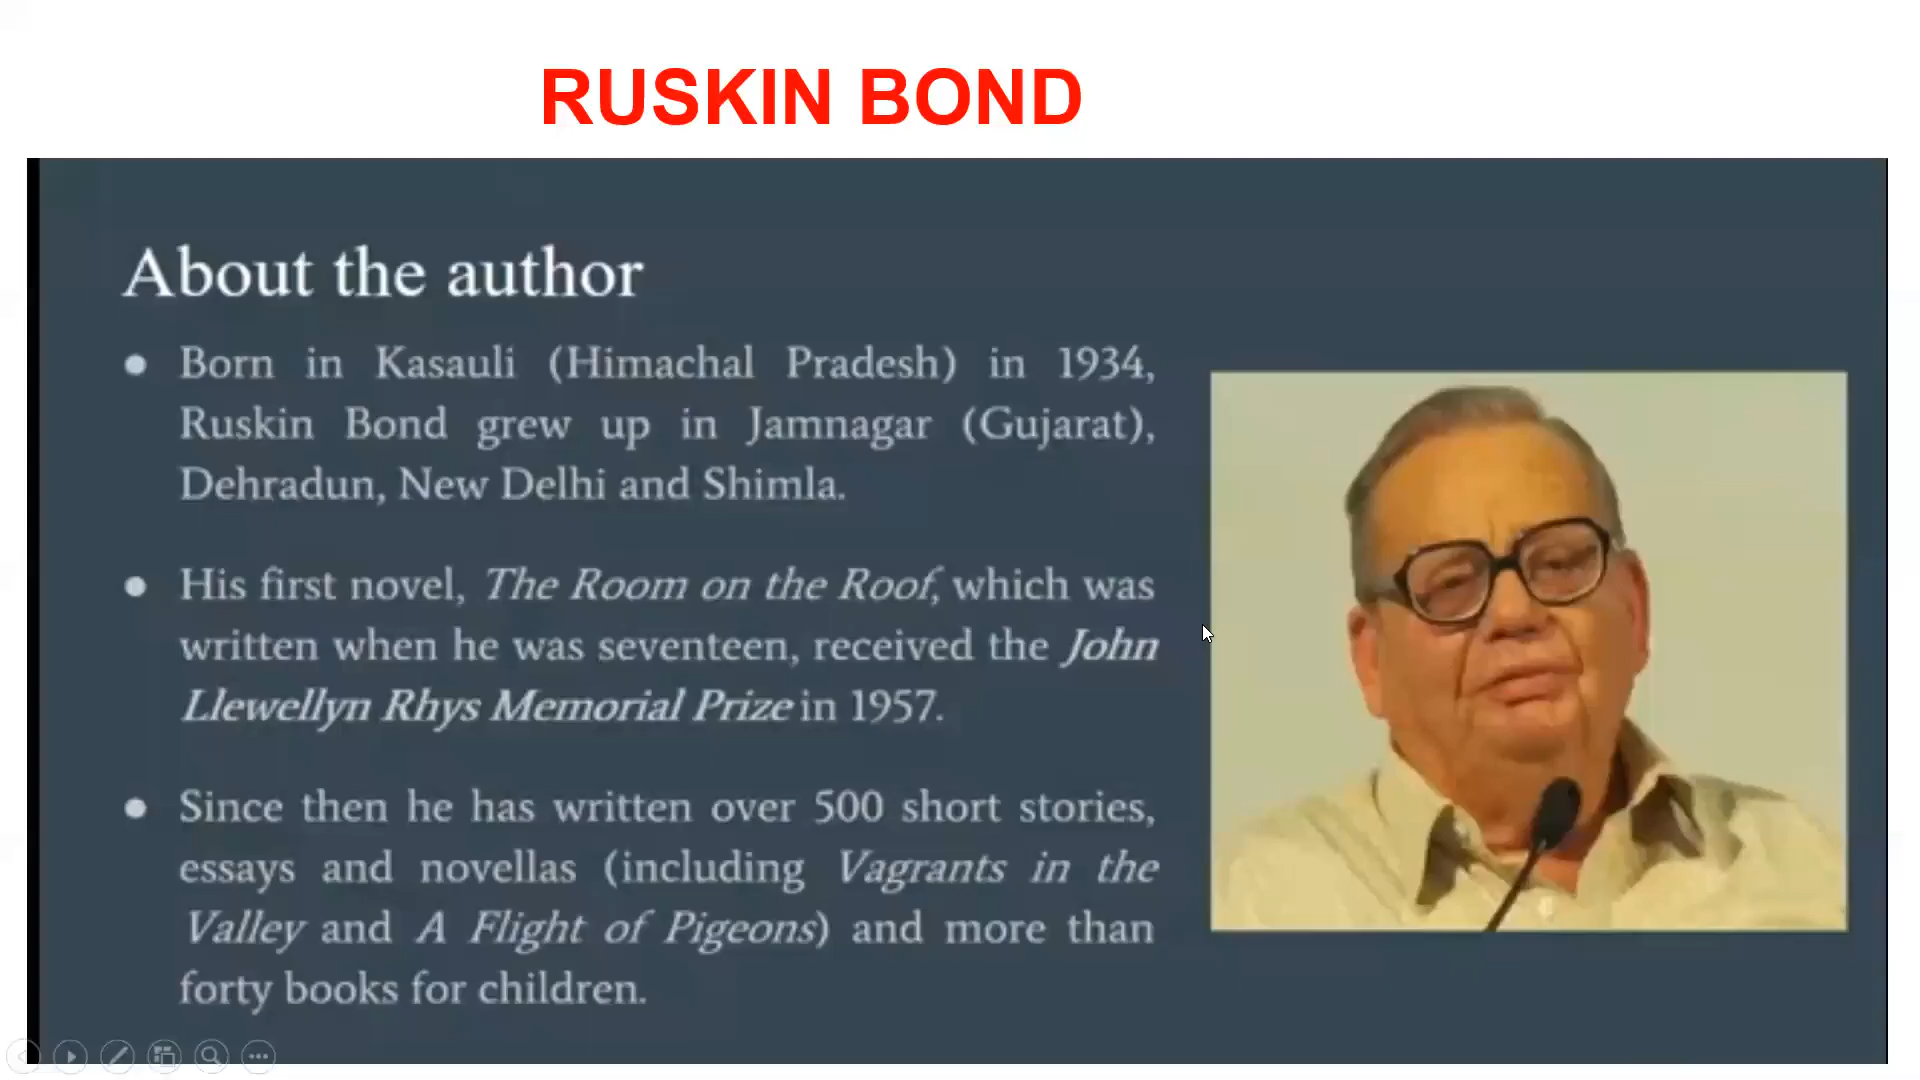 RUSKIN BOND
About the author
● Born in Kasauli (Himachal Pradesh) in 1934,
Ruskin Bond grew up in Jamnagar (Gujarat),
Dehradun, New Delhi and Shimla.
● His first novel, The Room on the Roof, which was
written when he was seventeen, received the John
Llewellyn Rhys Memorial Prize in 1957.
● Since then he has written over 500 short stories,
essays and novellas (including Vagrants in the
Valley and A Flight of Pigeons) and more than
forty books for children.